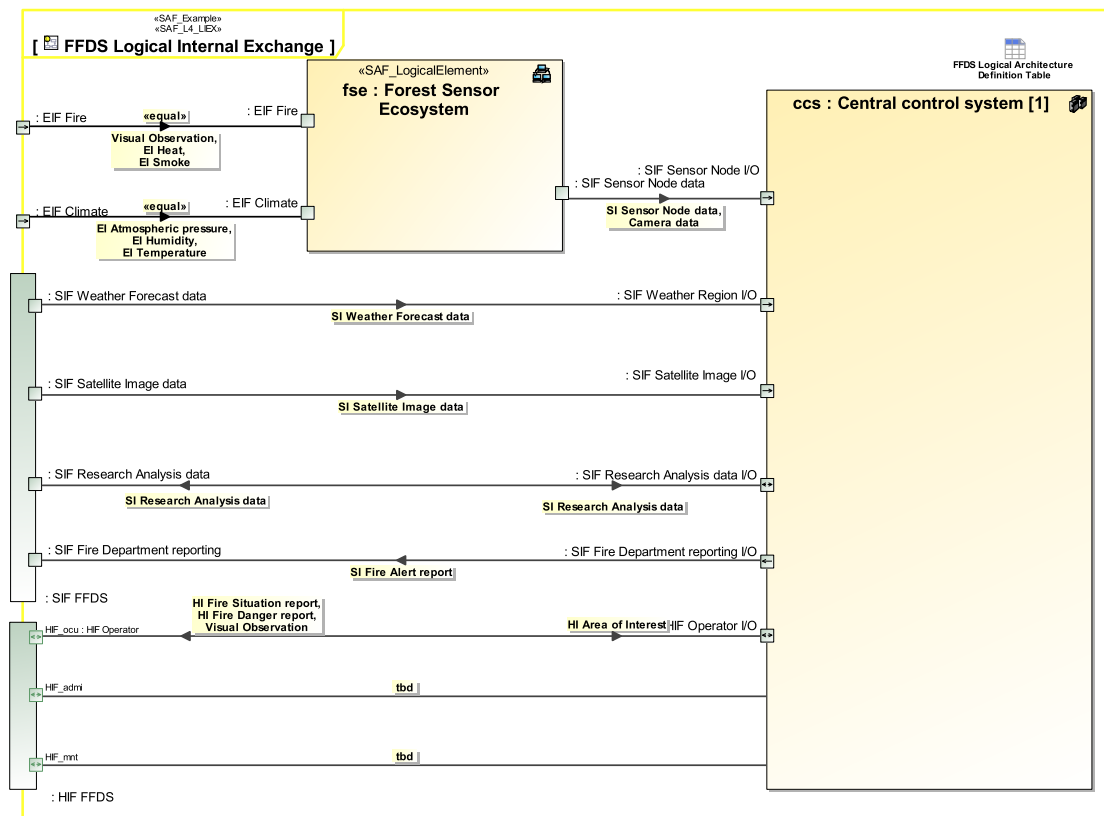 «SAF_Example»
«SAF_L4_LIEX»
[ FFDS Logical Internal Exchange ]
FFDS Logical Architecture
Definition Table
«SAF_LogicalElement»
fse : Forest Sensor
Ecosystem
ccs : Central control system [1]
: EIF Fire
«equal»
: EIF Fire
Visual Observation,
EI Heat,
EI Smoke
: SIF Sensor Node I/O
: SIF Sensor Node data
SI Sensor Node data,
Camera data
: EIF Climate
«equal»
: EIF Climate
EI Atmospheric pressure,
EI Humidity,
EI Temperature
: SIF Weather Forecast data
: SIF Weather Region I/O
SI Weather Forecast data
: SIF Satellite Image data
: SIF Satellite Image I/O
SI Satellite Image data
: SIF Research Analysis data
: SIF Research Analysis data I/O
SI Research Analysis data
SI Research Analysis data
: SIF Fire Department reporting
: SIF Fire Department reporting I/O
SI Fire Alert report
: SIF FFDS
HI Fire Situation report,
HI Fire Danger report,
Visual Observation
HIF_ocu : HIF Operator
HI Area of Interest
HIF Operator I/O
HIF_admi
tbd
HIF_mnt
tbd
: HIF FFDS